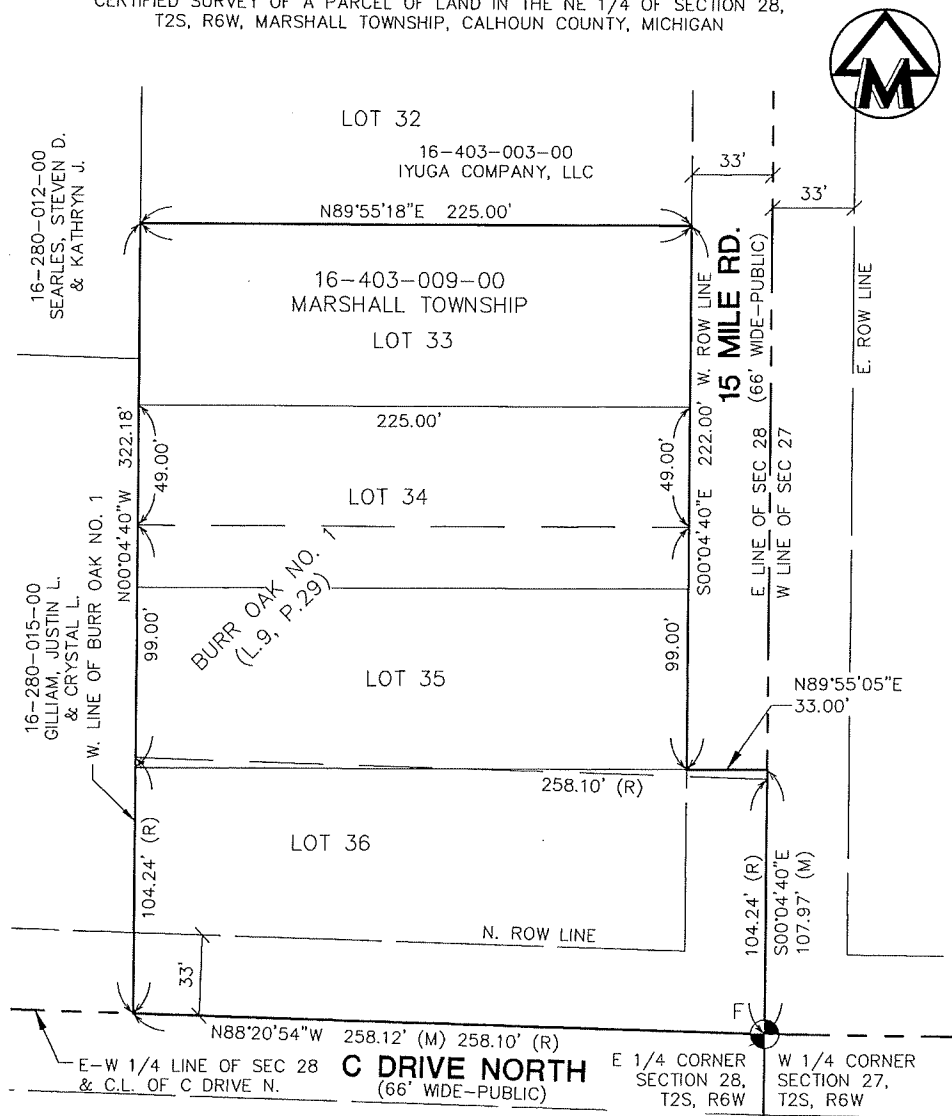 CERTIFIED SURVEY OF A PARCEL OF LAND IN THE NE 1/4 OF SECTION 28,
T2S, R6W, MARSHALL TOWNSHIP, CALHOUN COUNTY, MICHIGAN
M
LOT 32
16-403-003-00
IYUGA COMPANY, LLC
33'
33'
N89°55'18"E 225.00'
16-280-012-00
SEARLES, STEVEN D.
& KATHRYN J.
16-403-009-00
MARSHALL TOWNSHIP
LOT 33
W. ROW LINE
15 MILE RD.
(66' WIDE-PUBLIC)
E. ROW LINE
225.00'
N00°04'40"W 322.18'
49.00'
LOT 34
49.00'
S00°04'40"E 222.00'
E LINE OF SEC 28
W LINE OF SEC 27
BURR OAK NO. 1
(L.9, P.29)
99.00'
99.00'
LOT 35
16-280-015-00
GILLIAM, JUSTIN L.
& CRYSTAL L.
W. LINE OF BURR OAK NO. 1
N89°55'05"E
33.00'
258.10' (R)
LOT 36
104.24' (R)
104.24' (R)
S00°04'40"E
107.97' (M)
N. ROW LINE
33'
F
N88°20'54"W 258.12' (M) 258.10' (R)
E-W 1/4 LINE OF SEC 28
& C.L. OF C DRIVE N.
C DRIVE NORTH
(66' WIDE-PUBLIC)
E 1/4 CORNER
SECTION 28,
T2S, R6W
W 1/4 CORNER
SECTION 27,
T2S, R6W